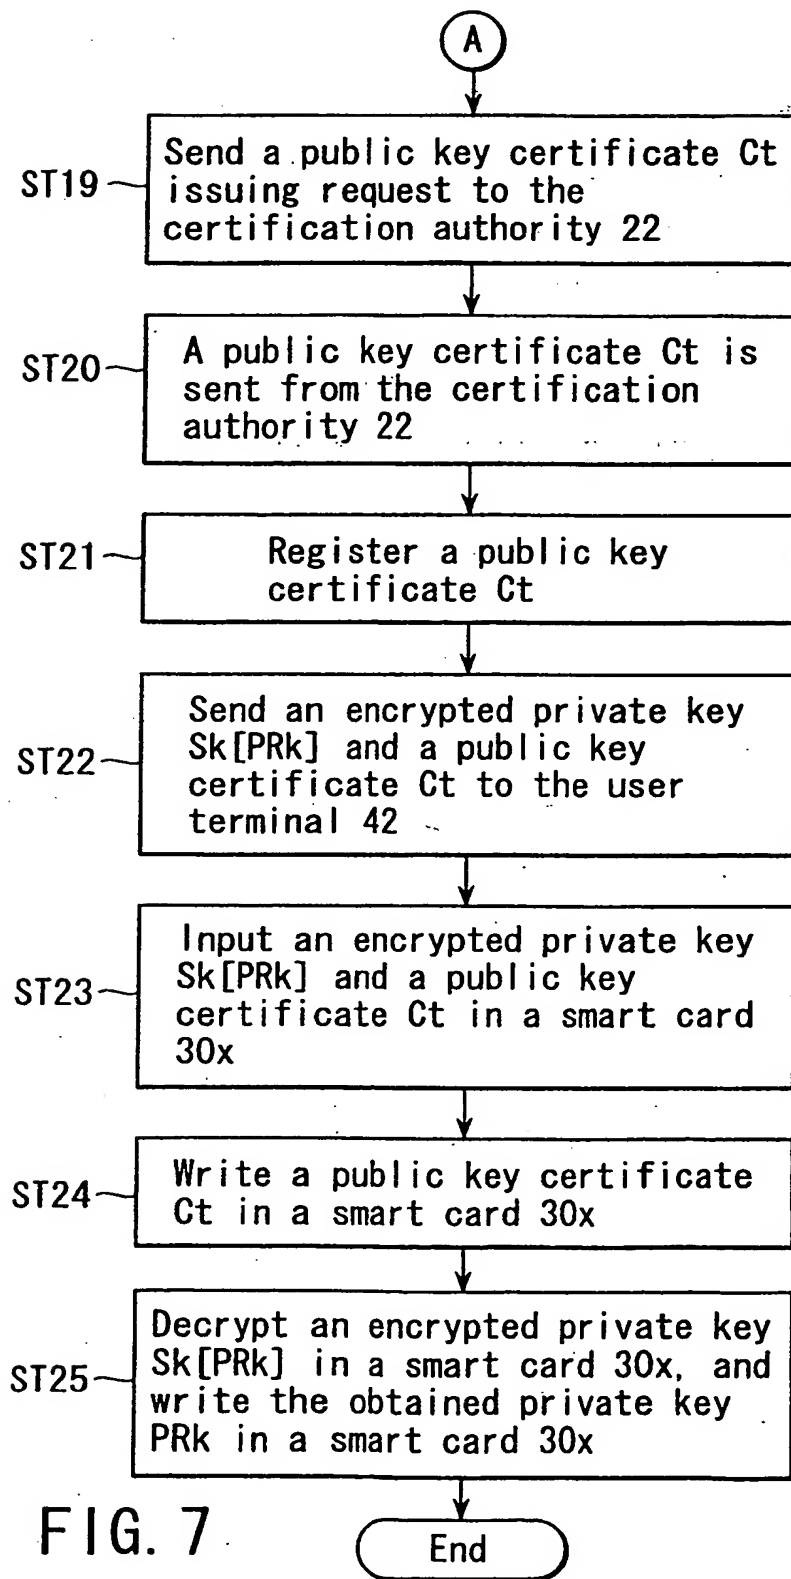 A
ST19
Send a public key certificate Ct
issuing request to the
certification authority 22
ST20
A public key certificate Ct is
sent from the certification
authority 22
ST21
Register a public key
certificate Ct
ST22
Send an encrypted private key
Sk[PRk] and a public key
certificate Ct to the user
terminal 42
ST23
Input an encrypted private key
Sk[PRk] and a public key
certificate Ct in a smart card
30x
ST24
Write a public key certificate
Ct in a smart card 30x
ST25
Decrypt an encrypted private key
Sk[PRk] in a smart card 30x, and
write the obtained private key
PRk in a smart card 30x
FIG. 7
End